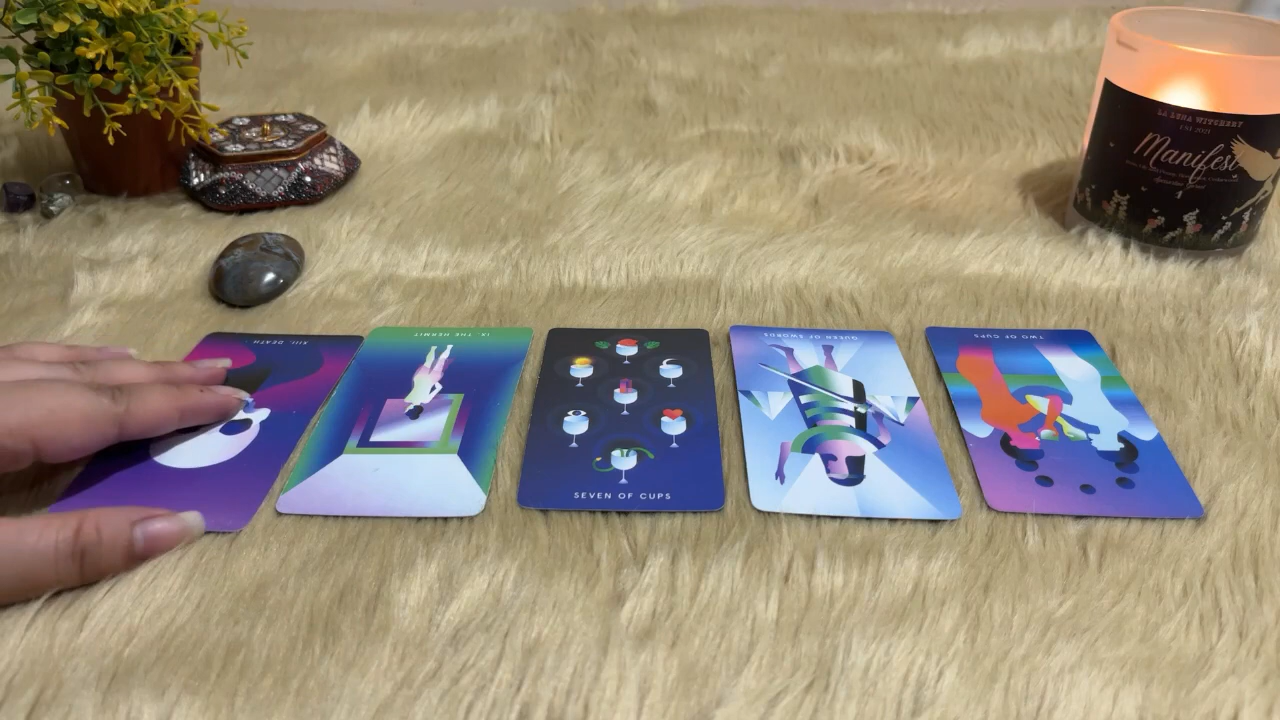 LA LUNA WITCHERY
EST 2021
Manifest
XIII. DEATH
IX. THE HERMIT
SEVEN OF CUPS
QUEEN OF SWORDS
TWO OF CUPS